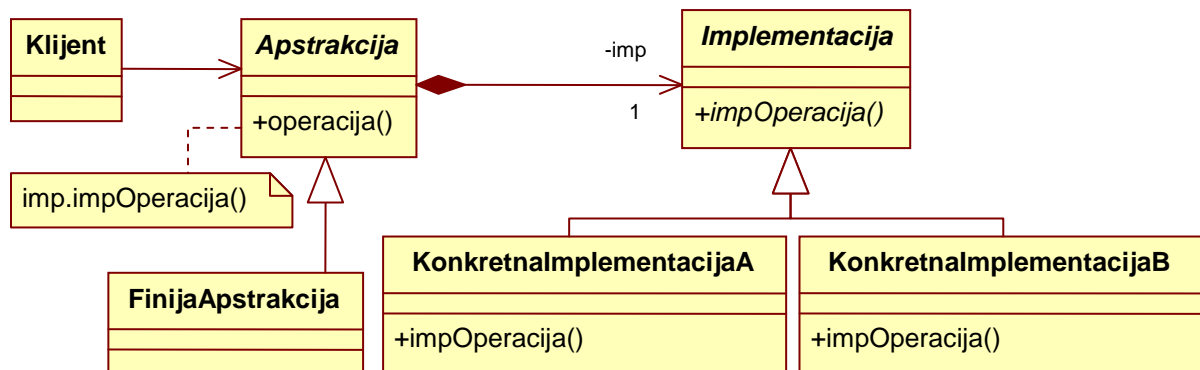 Klijent
Apstrakcija
+operacija()
imp.impOperacija()
-imp
1
Implementacija
+impOperacija()
FinijaApstrakcija
KonkretnaImplementacijaA
+impOperacija()
KonkretnaImplementacijaB
+impOperacija()